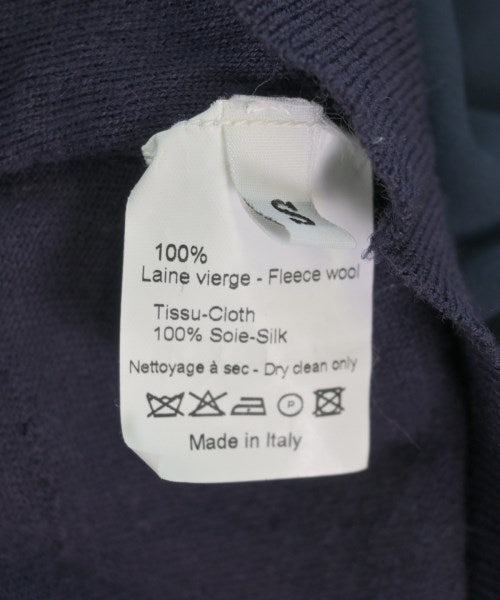 S
100%
Laine vierge - Fleece wool
Tissu-Cloth
100% Soie-Silk
Nettoyage à sec - Dry clean only
P
Made in Italy